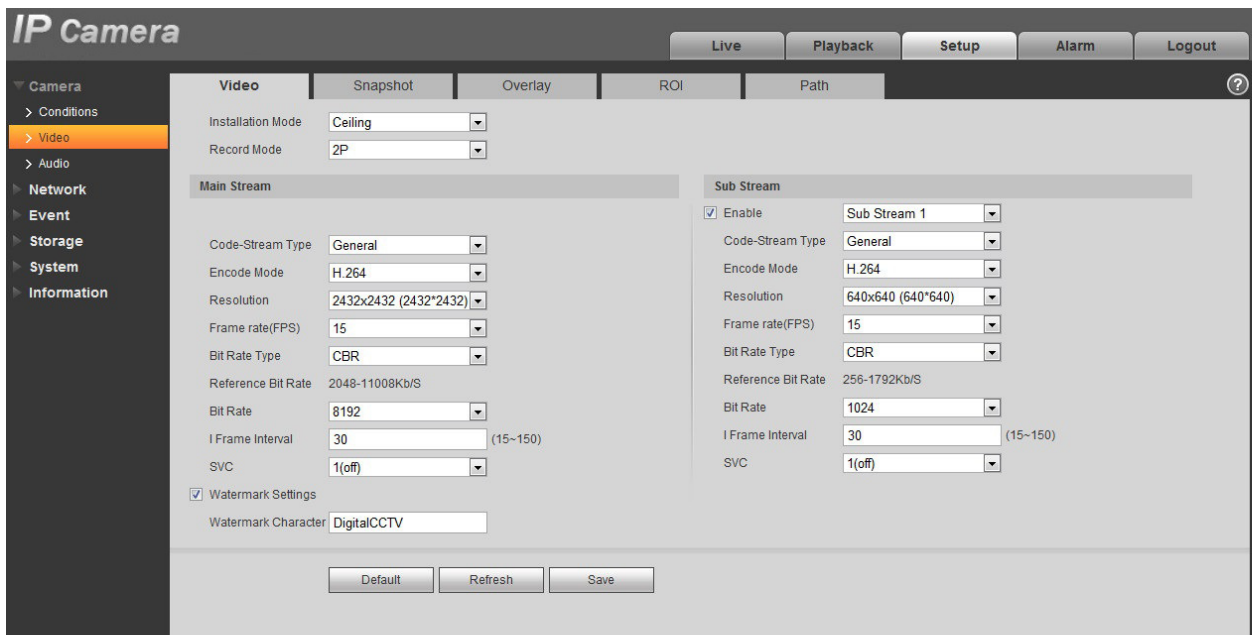 IP Camera
Live Playback Setup Alarm Logout
Camera
Conditions
Video
Audio
Network
Event
Storage
System
Information
Video Snapshot Overlay ROI Path
?
Installation Mode Ceiling
Record Mode 2P
Main Stream
Code-Stream Type General
Encode Mode H.264
Resolution 2432x2432 (2432*2432)
Frame rate(FPS) 15
Bit Rate Type CBR
Reference Bit Rate 2048-11008Kb/S
Bit Rate 8192
I Frame Interval 30 (15~150)
SVC 1(off)
Watermark Settings
Watermark Character DigitalCCTV
Sub Stream
Enable Sub Stream 1
Code-Stream Type General
Encode Mode H.264
Resolution 640x640 (640*640)
Frame rate(FPS) 15
Bit Rate Type CBR
Reference Bit Rate 256-1792Kb/S
Bit Rate 1024
I Frame Interval 30 (15~150)
SVC 1(off)
Default Refresh Save